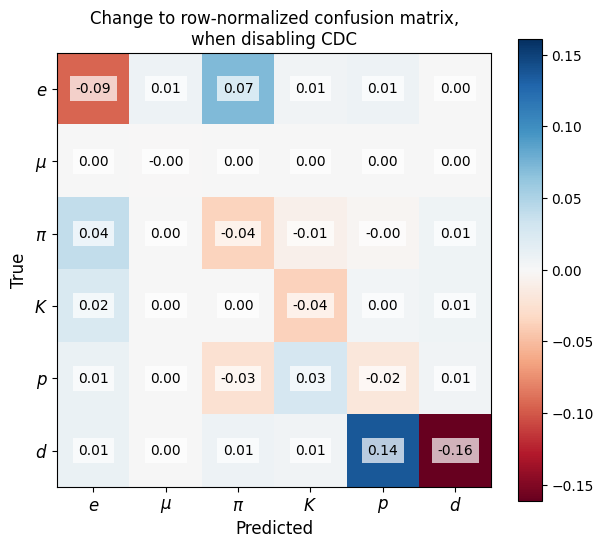 Change to row-normalized confusion matrix,
when disabling CDC
e -0.09 0.01 0.07 0.01 0.01 0.00
μ 0.00 -0.00 0.00 0.00 0.00 0.00
π 0.04 0.00 -0.04 -0.01 -0.00 0.01
K 0.02 0.00 0.00 -0.04 0.00 0.01
p 0.01 0.00 -0.03 0.03 -0.02 0.01
d 0.01 0.00 0.01 0.01 0.14 -0.16
e μ π K p d
Predicted
True
0.15
0.10
0.05
0.00
−0.05
−0.10
−0.15